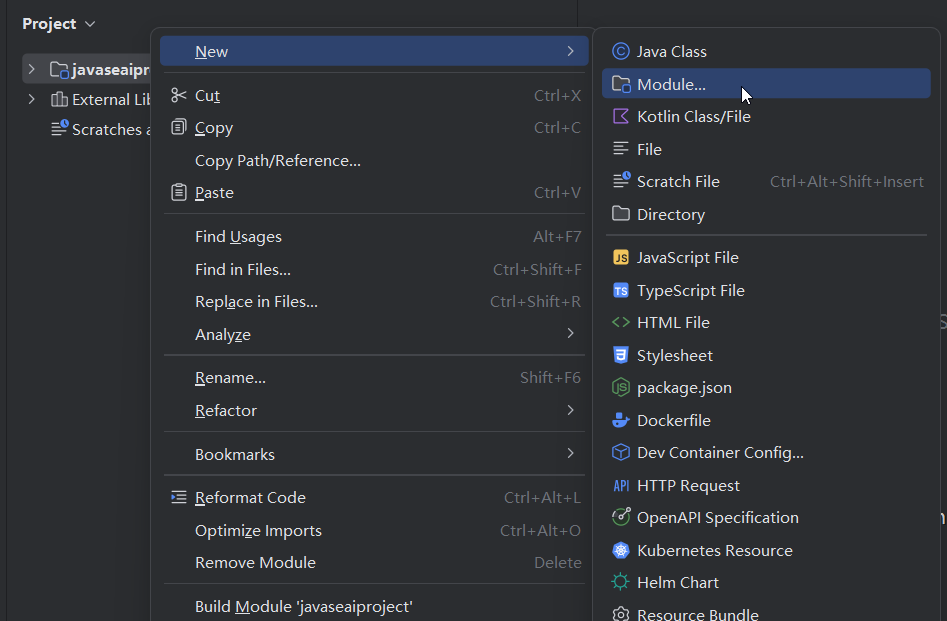 Project
javaseaipr
External Lib
Scratches a
New
Cut Ctrl+X
Copy Ctrl+C
Copy Path/Reference...
Paste Ctrl+V
Find Usages Alt+F7
Find in Files... Ctrl+Shift+F
Replace in Files... Ctrl+Shift+R
Analyze
Rename... Shift+F6
Refactor
Bookmarks
Reformat Code Ctrl+Alt+L
Optimize Imports Ctrl+Alt+O
Remove Module Delete
Build Module 'javaseaiproject'
Java Class
Module...
Kotlin Class/File
File
Scratch File Ctrl+Alt+Shift+Insert
Directory
JS JavaScript File
TS TypeScript File
HTML File
Stylesheet
package.json
Dockerfile
Dev Container Config...
API HTTP Request
OpenAPI Specification
Kubernetes Resource
Helm Chart
Resource Bundle